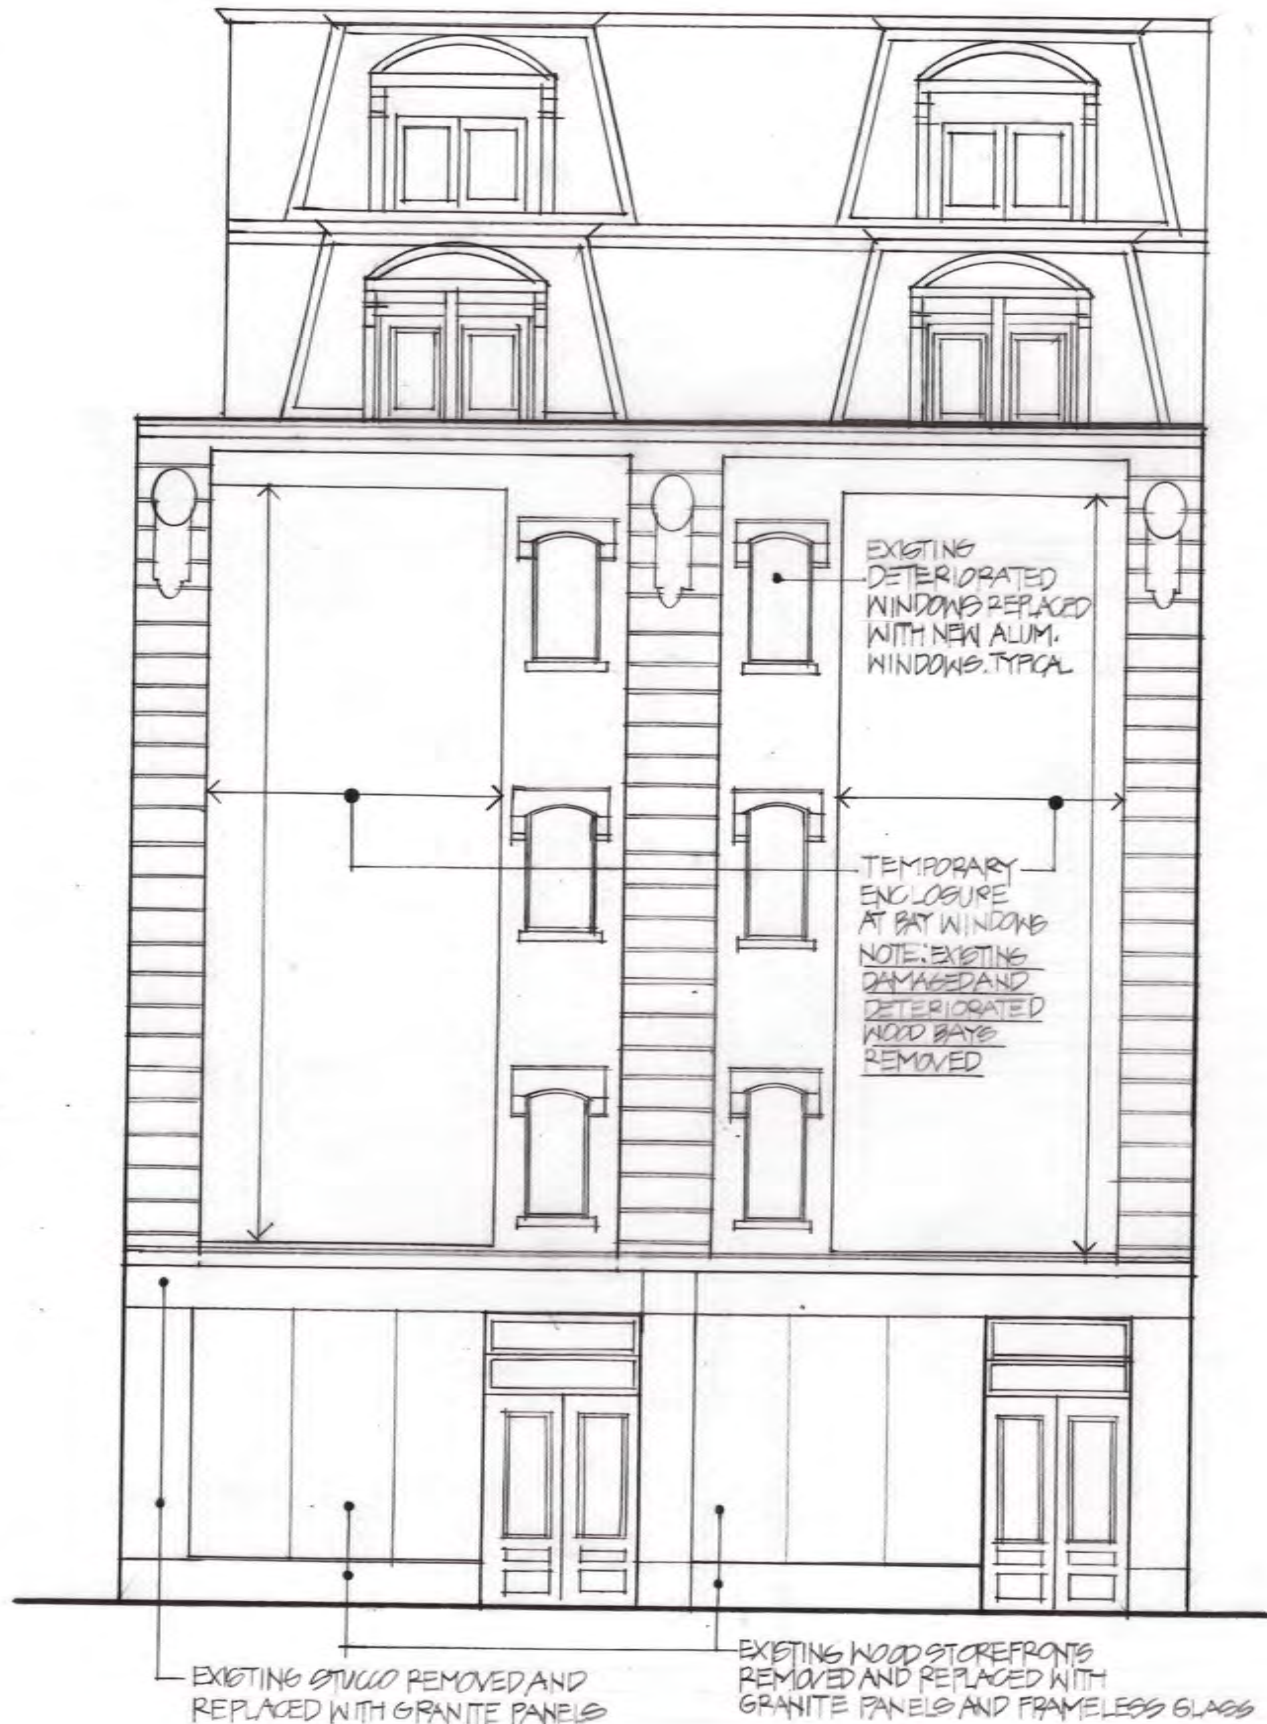 EXISTING
DETERIORATED
WINDOWS REPLACED
WITH NEW ALUM.
WINDOWS. TYPICAL
TEMPORARY
ENCLOSURE
AT BAY WINDOWS
NOTE: EXISTING
DAMAGED AND
DETERIORATED
WOOD BAYS
REMOVED
EXISTING STUCCO REMOVED AND
REPLACED WITH GRANITE PANELS
EXISTING WOOD STOREFRONTS
REMOVED AND REPLACED WITH
GRANITE PANELS AND FRAMELESS GLASS